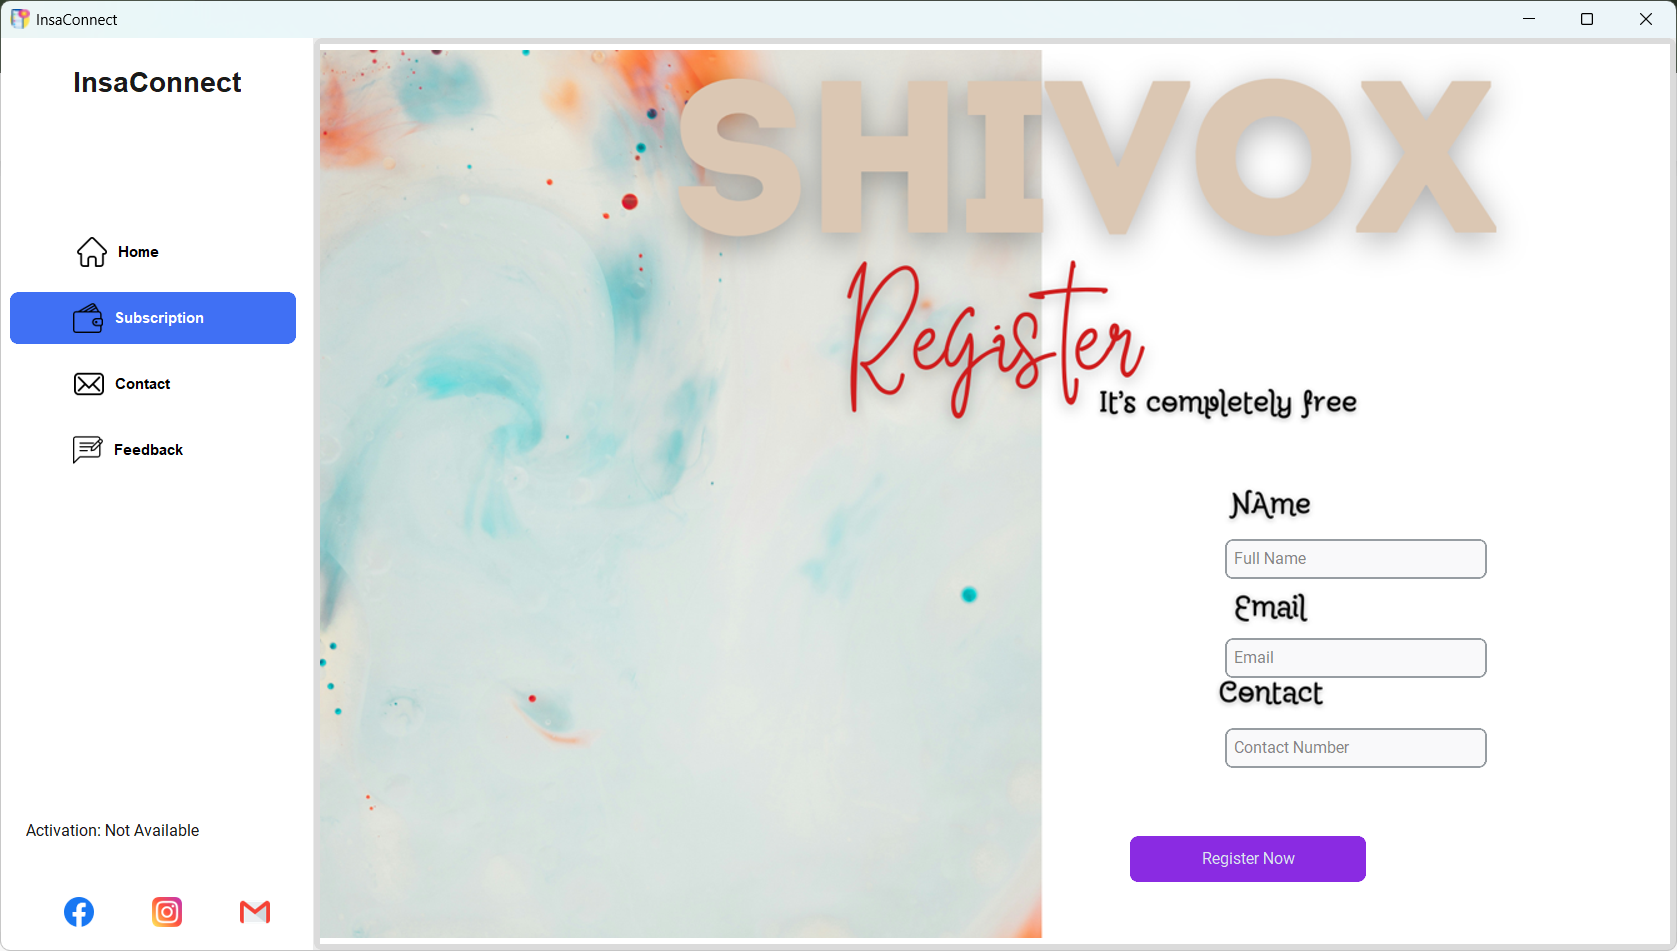 InsaConnect
InsaConnect
Home
Subscription
Contact
Feedback
Activation: Not Available
SHIVOX
Register
It's completely free
NAme
Full Name
Email
Email
Contact
Contact Number
Register Now